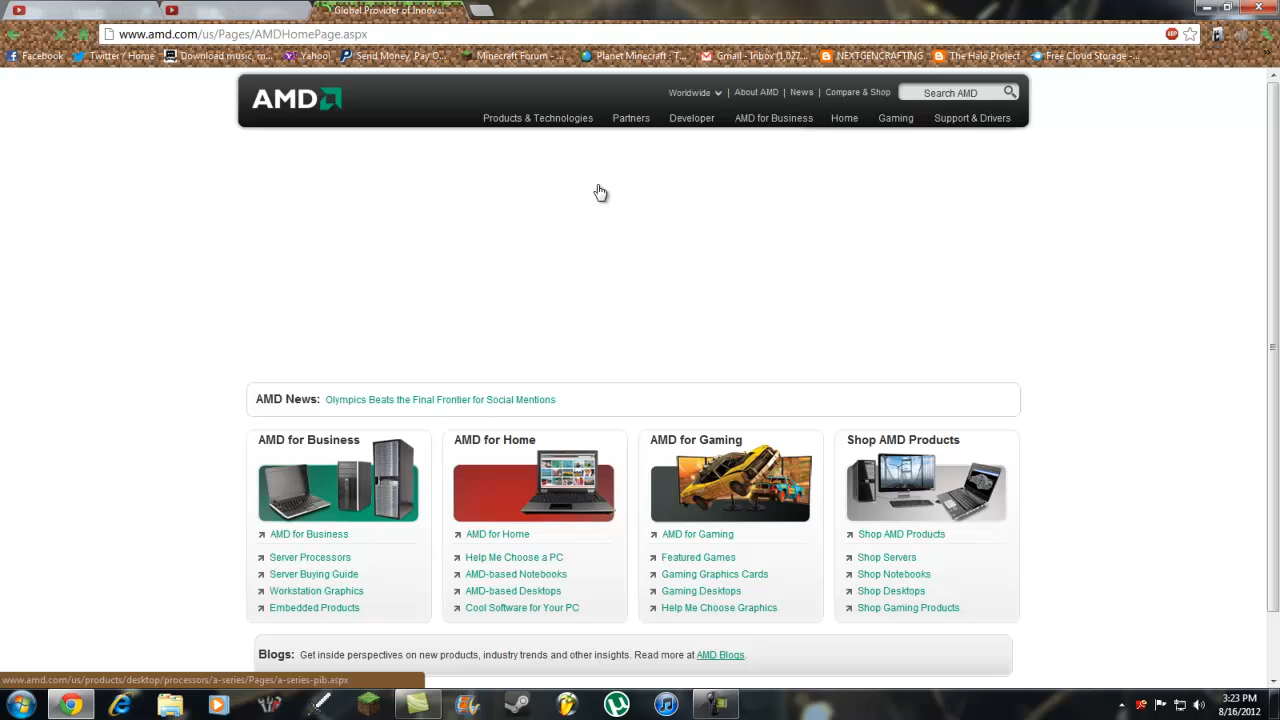 Global Provider of Innova...
www.amd.com/us/Pages/AMDHomePage.aspx
ABP
Facebook Twitter / Home Download music, m... Yahoo! Send Money, Pay O... Minecraft Forum - ... Planet Minecraft : T... Gmail - Inbox (1,027... NEXTGENCRAFTING The Halo Project Free Cloud Storage -... »
AMD Worldwide | About AMD | News | Compare & Shop Search AMD
Products & Technologies Partners Developer AMD for Business Home Gaming Support & Drivers
AMD News: Olympics Beats the Final Frontier for Social Mentions
AMD for Business
AMD for Business
Server Processors
Server Buying Guide
Workstation Graphics
Embedded Products
AMD for Home
AMD for Home
Help Me Choose a PC
AMD-based Notebooks
AMD-based Desktops
Cool Software for Your PC
AMD for Gaming
AMD for Gaming
Featured Games
Gaming Graphics Cards
Gaming Desktops
Help Me Choose Graphics
Shop AMD Products
Shop AMD Products
Shop Servers
Shop Notebooks
Shop Desktops
Shop Gaming Products
Blogs: Get inside perspectives on new products, industry trends and other insights. Read more at AMD Blogs.
www.amd.com/us/products/desktop/processors/a-series/Pages/a-series-pib.aspx
3:23 PM
8/16/2012